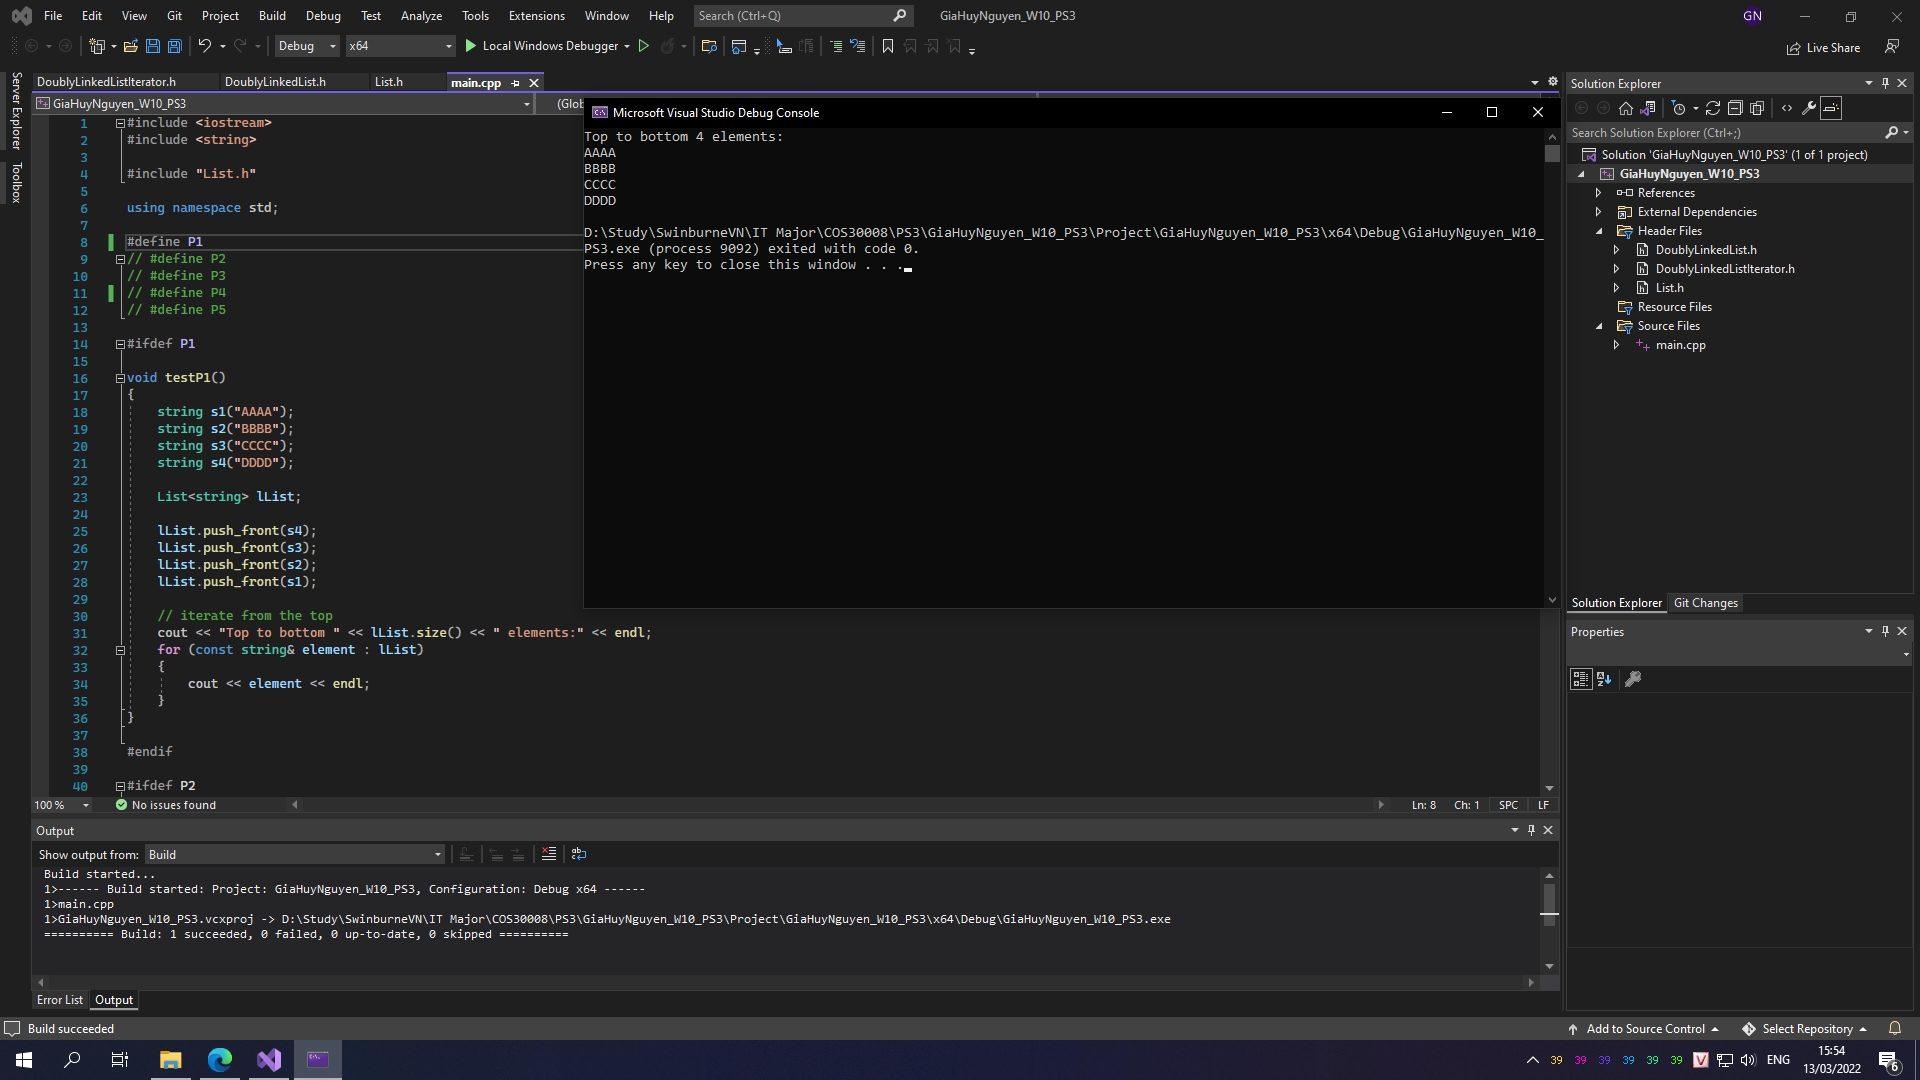 File Edit View Git Project Build Debug Test Analyze Tools Extensions Window Help Search (Ctrl+Q) GiaHuyNguyen_W10_PS3 GN
Debug x64 Local Windows Debugger Live Share
Server Explorer
Toolbox
DoublyLinkedListIterator.h DoublyLinkedList.h List.h main.cpp
GiaHuyNguyen_W10_PS3 (Glob
1 #include <iostream>
2 #include <string>
3
4 #include "List.h"
5
6 using namespace std;
7
8 #define P1
9 // #define P2
10 // #define P3
11 // #define P4
12 // #define P5
13
14 #ifdef P1
15
16 void testP1()
17 {
18 string s1("AAAA");
19 string s2("BBBB");
20 string s3("CCCC");
21 string s4("DDDD");
22
23 List<string> lList;
24
25 lList.push_front(s4);
26 lList.push_front(s3);
27 lList.push_front(s2);
28 lList.push_front(s1);
29
30 // iterate from the top
31 cout << "Top to bottom " << lList.size() << " elements:" << endl;
32 for (const string& element : lList)
33 {
34 cout << element << endl;
35 }
36 }
37
38 #endif
39
40 #ifdef P2
100 % No issues found Ln: 8 Ch: 1 SPC LF
Microsoft Visual Studio Debug Console
Top to bottom 4 elements:
AAAA
BBBB
CCCC
DDDD
D:\Study\SwinburneVN\IT Major\COS30008\PS3\GiaHuyNguyen_W10_PS3\Project\GiaHuyNguyen_W10_PS3\x64\Debug\GiaHuyNguyen_W10_
PS3.exe (process 9092) exited with code 0.
Press any key to close this window . . .
Output
Show output from: Build
Build started...
1>------ Build started: Project: GiaHuyNguyen_W10_PS3, Configuration: Debug x64 ------
1>main.cpp
1>GiaHuyNguyen_W10_PS3.vcxproj -> D:\Study\SwinburneVN\IT Major\COS30008\PS3\GiaHuyNguyen_W10_PS3\Project\GiaHuyNguyen_W10_PS3\x64\Debug\GiaHuyNguyen_W10_PS3.exe
========== Build: 1 succeeded, 0 failed, 0 up-to-date, 0 skipped ==========
Error List Output
Solution Explorer
Search Solution Explorer (Ctrl+;)
Solution 'GiaHuyNguyen_W10_PS3' (1 of 1 project)
GiaHuyNguyen_W10_PS3
References
External Dependencies
Header Files
DoublyLinkedList.h
DoublyLinkedListIterator.h
List.h
Resource Files
Source Files
main.cpp
Solution Explorer Git Changes
Properties
Build succeeded Add to Source Control Select Repository
39 39 39 39 39 39 V ENG 15:54
13/03/2022 6